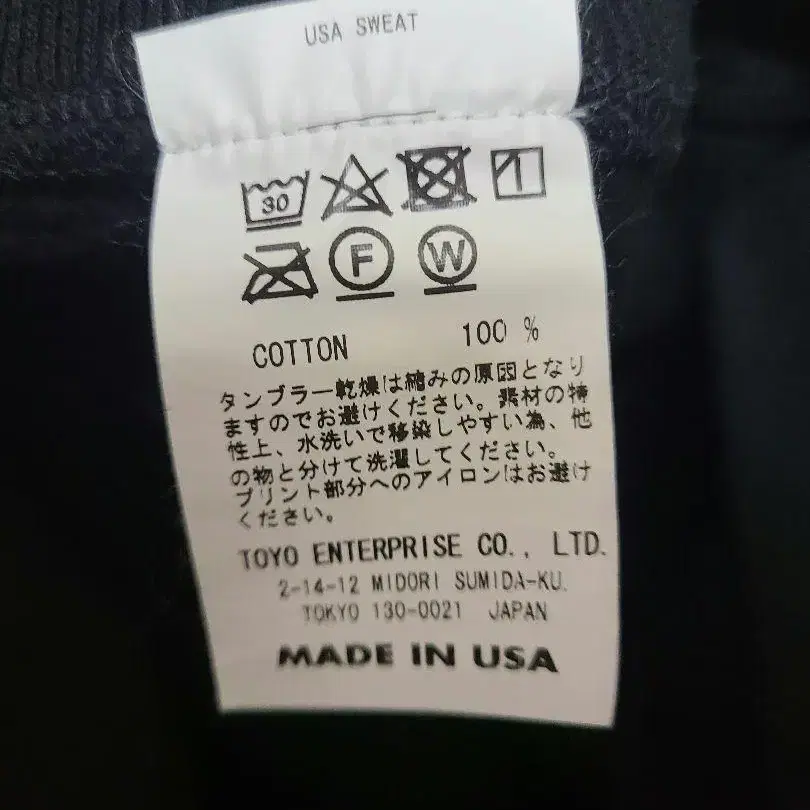 USA SWEAT
30
F W
COTTON 100 %
タンブラー乾燥は縮みの原因となり
ますのでお避けください。素材の特
性上、水洗いで移染しやすい為、他
の物と分けて洗濯してください。
プリント部分へのアイロンはお避け
ください。
TOYO ENTERPRISE CO., LTD.
2-14-12 MIDORI SUMIDA-KU.
TOKYO 130-0021 JAPAN
MADE IN USA